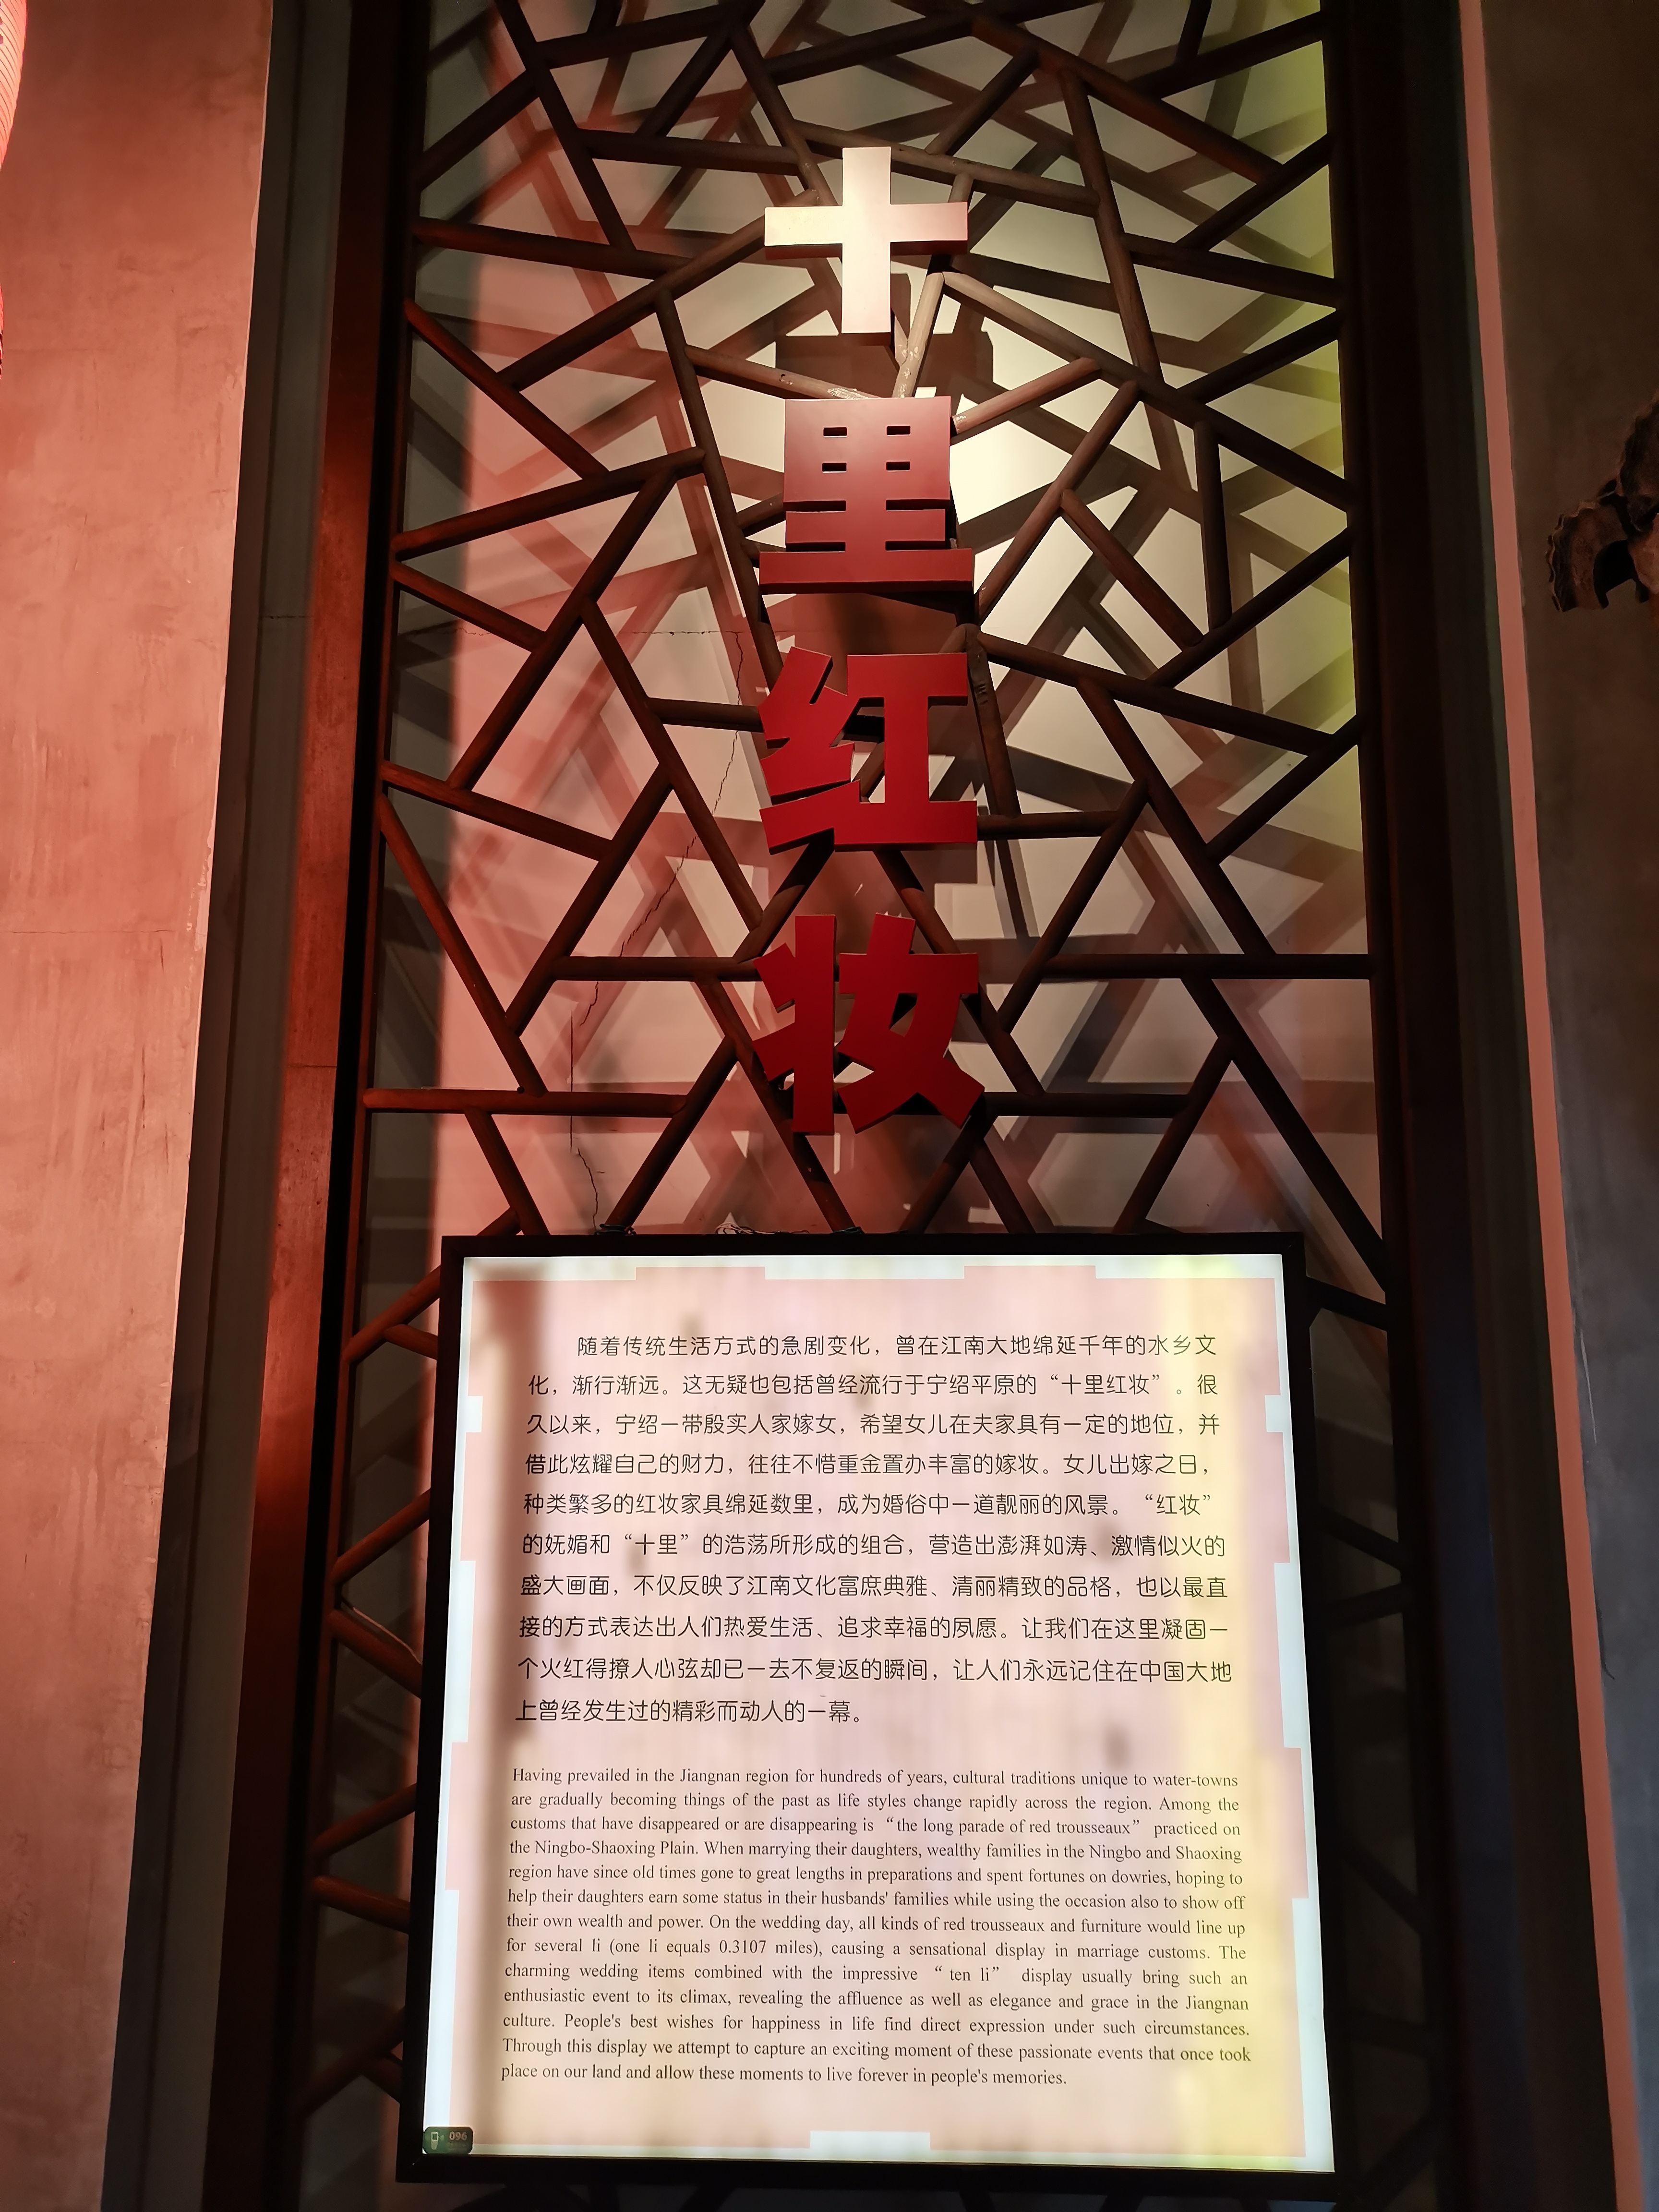 十
里
红
妆
随着传统生活方式的急剧变化，曾在江南大地绵延千年的水乡文
化，渐行渐远。这无疑也包括曾经流行于宁绍平原的“十里红妆”。很
久以来，宁绍一带殷实人家嫁女，希望女儿在夫家具有一定的地位，并
借此炫耀自己的财力，往往不惜重金置办丰富的嫁妆。女儿出嫁之日，
种类繁多的红妆家具绵延数里，成为婚俗中一道靓丽的风景。“红妆”
的妩媚和“十里”的浩荡所形成的组合，营造出澎湃如涛、激情似火的
盛大画面，不仅反映了江南文化富庶典雅、清丽精致的品格，也以最直
接的方式表达出人们热爱生活、追求幸福的夙愿。让我们在这里凝固一
个火红得撩人心弦却已一去不复返的瞬间，让人们永远记住在中国大地
上曾经发生过的精彩而动人的一幕。
Having prevailed in the Jiangnan region for hundreds of years, cultural traditions unique to water-towns
are gradually becoming things of the past as life styles change rapidly across the region. Among the
customs that have disappeared or are disappearing is “the long parade of red trousseaux” practiced on
the Ningbo-Shaoxing Plain. When marrying their daughters, wealthy families in the Ningbo and Shaoxing
region have since old times gone to great lengths in preparations and spent fortunes on dowries, hoping to
help their daughters earn some status in their husbands' families while using the occasion also to show off
their own wealth and power. On the wedding day, all kinds of red trousseaux and furniture would line up
for several li (one li equals 0.3107 miles), causing a sensational display in marriage customs. The
charming wedding items combined with the impressive “ ten li” display usually bring such an
enthusiastic event to its climax, revealing the affluence as well as elegance and grace in the Jiangnan
culture. People's best wishes for happiness in life find direct expression under such circumstances.
Through this display we attempt to capture an exciting moment of these passionate events that once took
place on our land and allow these moments to live forever in people's memories.
096